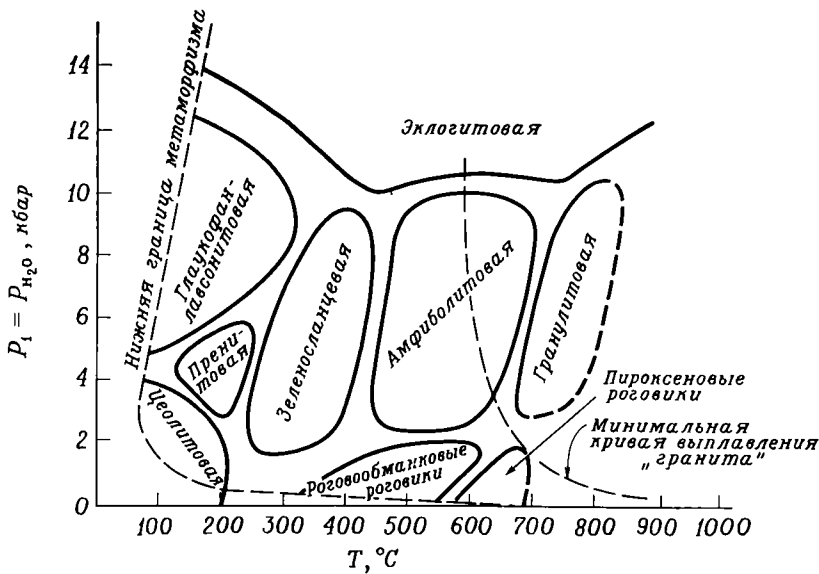 14
12
10
8
6
4
2
0
P₁ = P_H₂O , кбар
Нижняя граница метаморфизма
Эклогитовая
Глаукофан-
лавсонитовая
Прени-
товая
Цеолитовая
Зеленосланцевая
Амфиболитовая
Гранулитовая
Пироксеновые
роговики
Минимальная
кривая выплавления
„гранита"
Роговообманковые
роговики
100 200 300 400 500 600 700 800 900 1000
T, °C